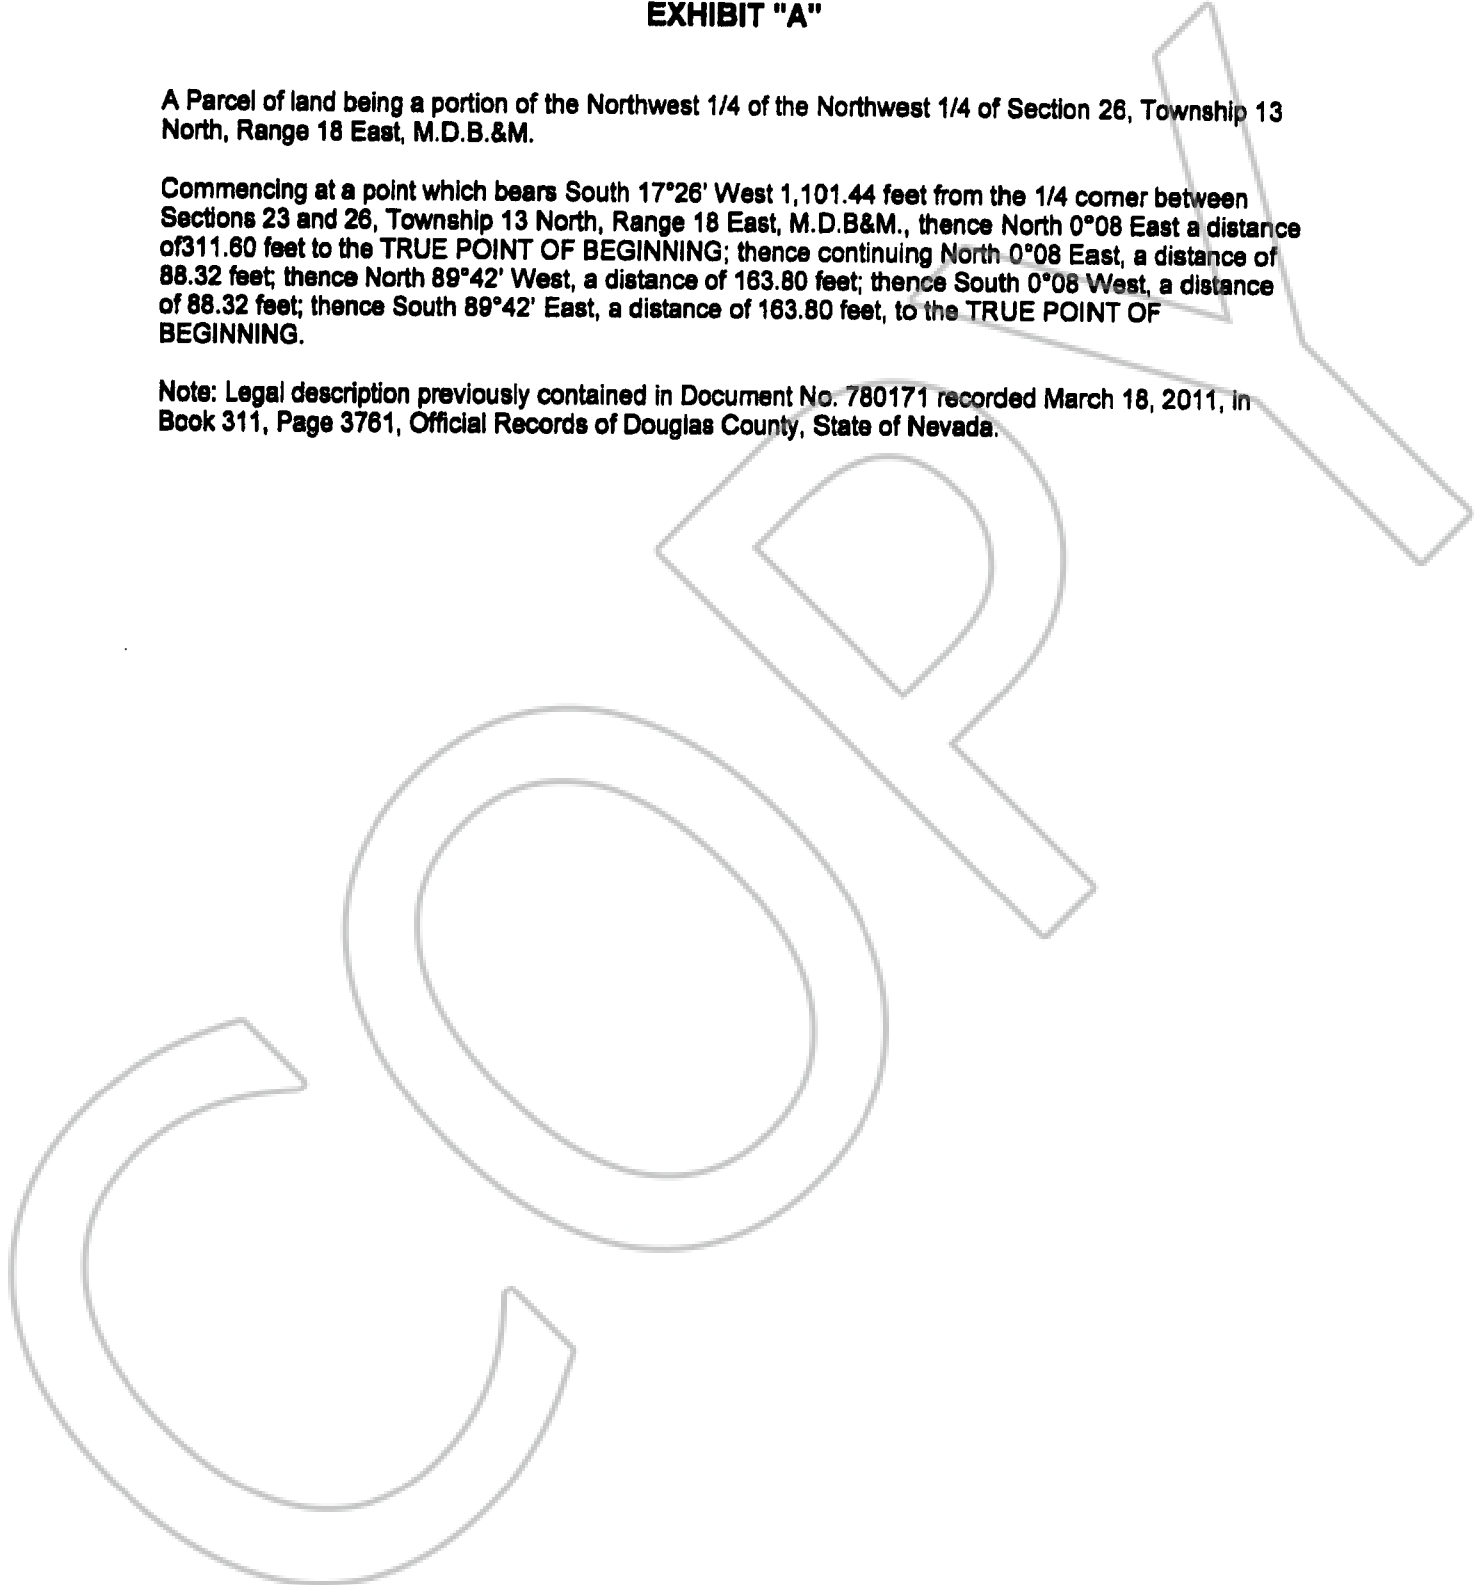 EXHIBIT "A"
A Parcel of land being a portion of the Northwest 1/4 of the Northwest 1/4 of Section 26, Township 13
North, Range 18 East, M.D.B.&M.
Commencing at a point which bears South 17°26' West 1,101.44 feet from the 1/4 corner between
Sections 23 and 26, Township 13 North, Range 18 East, M.D.B&M., thence North 0°08 East a distance
of311.60 feet to the TRUE POINT OF BEGINNING; thence continuing North 0°08 East, a distance of
88.32 feet; thence North 89°42' West, a distance of 163.80 feet; thence South 0°08 West, a distance
of 88.32 feet; thence South 89°42' East, a distance of 163.80 feet, to the TRUE POINT OF
BEGINNING.
Note: Legal description previously contained in Document No. 780171 recorded March 18, 2011, in
Book 311, Page 3761, Official Records of Douglas County, State of Nevada.
COPY